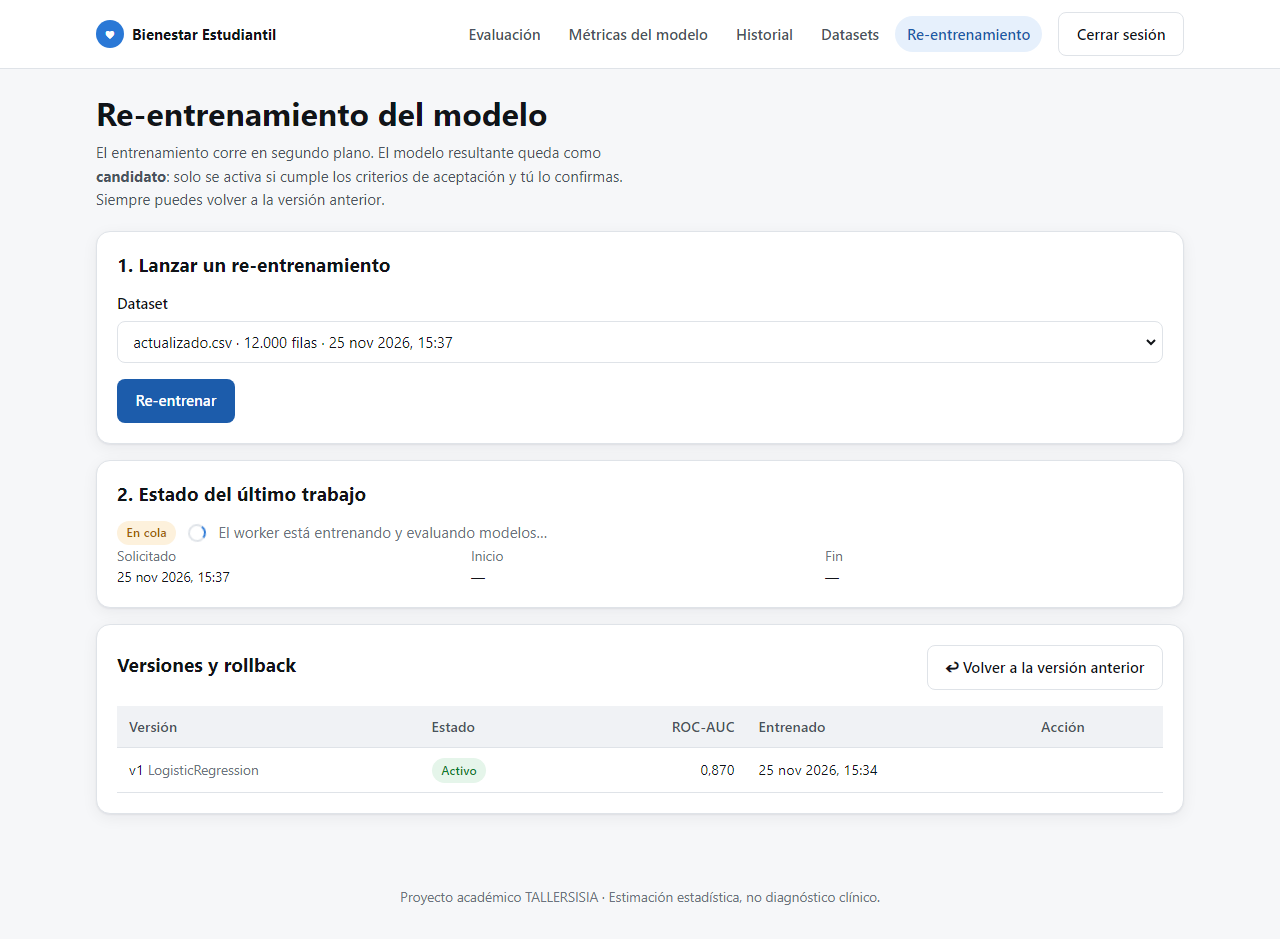 Bienestar Estudiantil
Evaluación
Métricas del modelo
Historial
Datasets
Re-entrenamiento
Cerrar sesión
Re-entrenamiento del modelo
El entrenamiento corre en segundo plano. El modelo resultante queda como
candidato: solo se activa si cumple los criterios de aceptación y tú lo confirmas.
Siempre puedes volver a la versión anterior.
1. Lanzar un re-entrenamiento
Dataset
actualizado.csv · 12.000 filas · 25 nov 2026, 15:37
Re-entrenar
2. Estado del último trabajo
En cola
El worker está entrenando y evaluando modelos...
Solicitado
Inicio
Fin
25 nov 2026, 15:37
—
—
Versiones y rollback
↩ Volver a la versión anterior
Versión
Estado
ROC-AUC
Entrenado
Acción
v1 LogisticRegression
Activo
0,870
25 nov 2026, 15:34
Proyecto académico TALLERSISIA · Estimación estadística, no diagnóstico clínico.